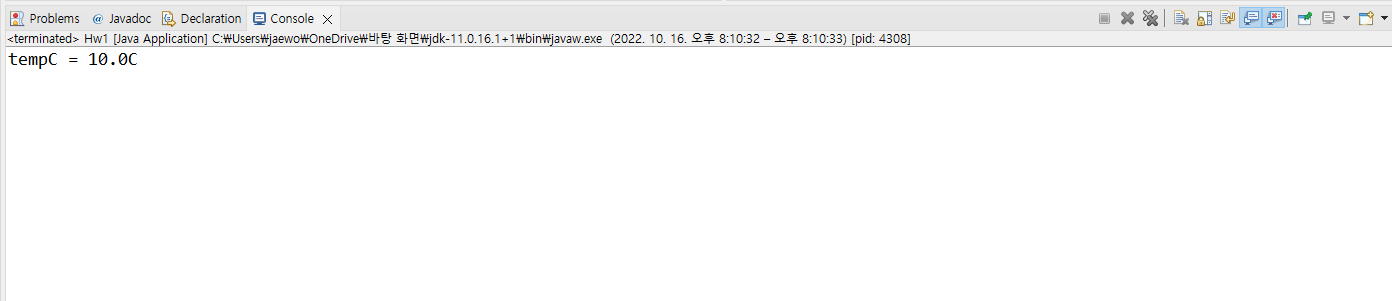 Problems @ Javadoc Declaration Console
<terminated> Hw1 [Java Application] C:₩Users₩jaewo₩OneDrive₩바탕 화면₩jdk-11.0.16.1+1₩bin₩javaw.exe (2022. 10. 16. 오후 8:10:32 – 오후 8:10:33) [pid: 4308]
tempC = 10.0C